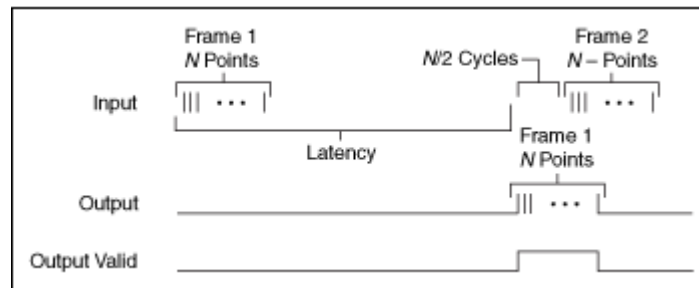 Frame 1
N Points
N/2 Cycles
Frame 2
N – Points
Input
Latency
Frame 1
N Points
Output
Output Valid